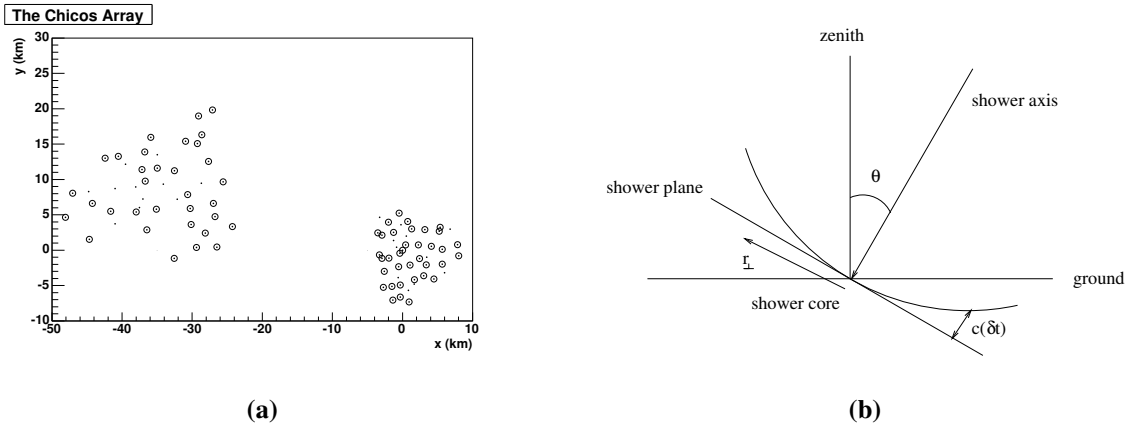 The Chicos Array
y (km)
30
25
20
15
10
5
0
-5
-10
-50 -40 -30 -20 -10 0 10
x (km)
zenith
shower axis
θ
shower plane
r⊥
ground
shower core
c(δt)
(a) (b)